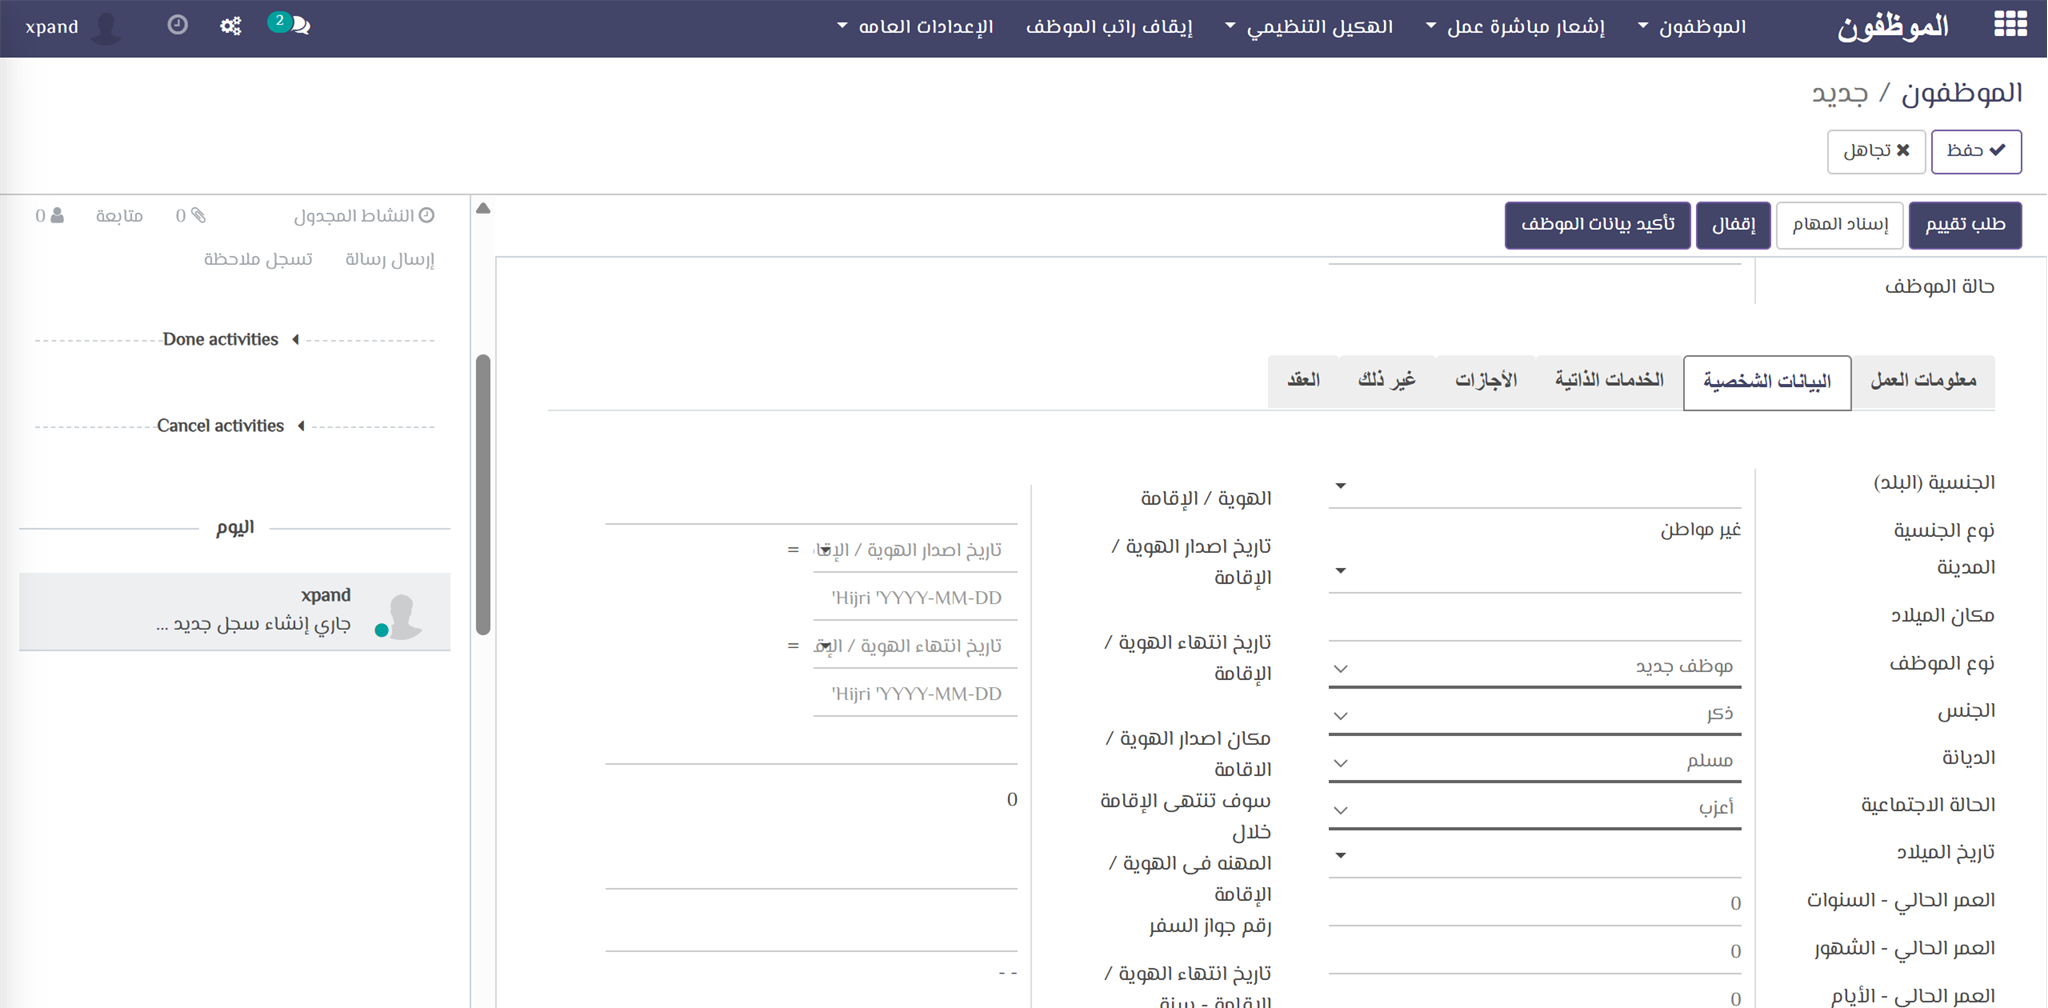 الموظفون
الموظفون
إشعار مباشرة عمل
الهكيل التنظيمي
إيقاف راتب الموظف
الإعدادات العامه
2
xpand
الموظفون / جديد
حفظ
تجاهل
طلب تقييم
إسناد المهام
إقفال
تأكيد بيانات الموظف
حالة الموظف
معلومات العمل
البيانات الشخصية
الخدمات الذاتية
الأجازات
غير ذلك
العقد
الجنسية (البلد)
نوع الجنسية
غير مواطن
المدينة
مكان الميلاد
نوع الموظف
موظف جديد
الجنس
ذكر
الديانة
مسلم
الحالة الاجتماعية
أعزب
تاريخ الميلاد
العمر الحالي - السنوات
0
العمر الحالي - الشهور
0
العمر الحالي - الأيام
0
الهوية / الإقامة
تاريخ اصدار الهوية /
الإقامة
تاريخ اصدار الهوية /
=
'Hijri 'YYYY-MM-DD
تاريخ انتهاء الهوية /
الإقامة
تاريخ انتهاء الهوية /
=
'Hijri 'YYYY-MM-DD
مكان اصدار الهوية /
الاقامة
سوف تنتهى الإقامة
خلال
0
المهنه فى الهوية /
الإقامة
رقم جواز السفر
تاريخ انتهاء الهوية /
الإقامة - سنة
- -
النشاط المجدول
0
متابعة
0
إرسال رسالة
تسجل ملاحظة
Done activities
Cancel activities
اليوم
xpand
جاري إنشاء سجل جديد ...